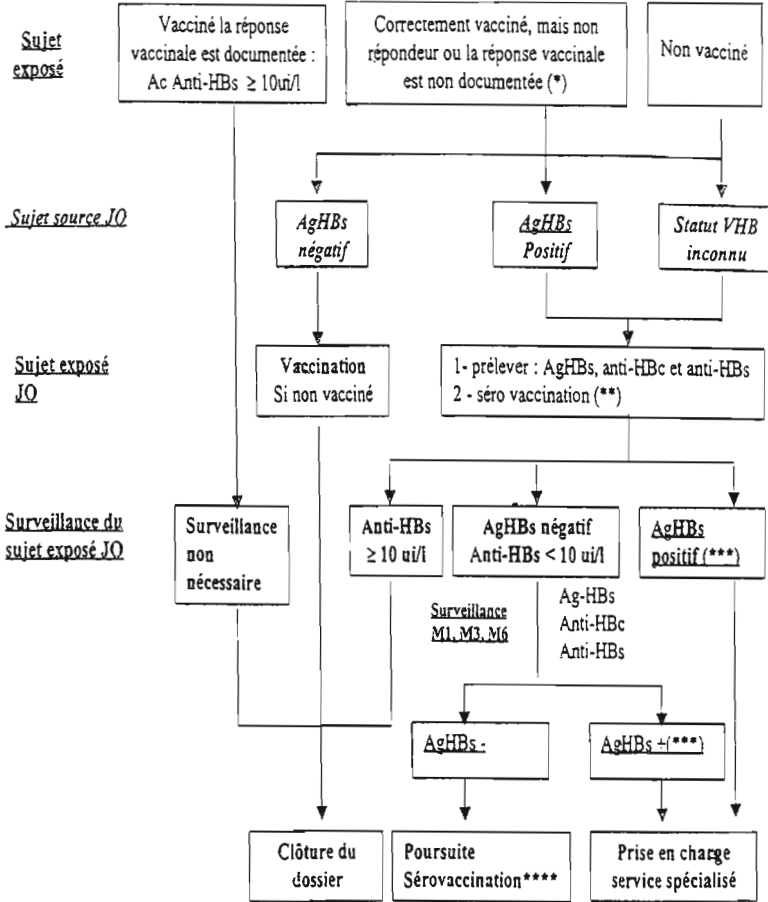 Sujet
exposé
Vacciné la réponse
vaccinale est documentée :
Ac Anti-HBs ≥ 10ui/l
Correctement vacciné, mais non
répondeur ou la réponse vaccinale
est non documentée (*)
Non vacciné
Sujet source JO
AgHBs
négatif
AgHBs
Positif
Statut VHB
inconnu
Sujet exposé
JO
Vaccination
Si non vacciné
1- prélever : AgHBs, anti-HBc et anti-HBs
2 - séro vaccination (**)
Surveillance du
sujet exposé JO
Surveillance
non
nécessaire
Anti-HBs
≥ 10 ui/l
AgHBs négatif
Anti-HBs < 10 ui/l
AgHBs
positif (***)
Surveillance
M1, M3, M6
Ag-HBs
Anti-HBc
Anti-HBs
AgHBs -
AgHBs +(***)
Clôture du
dossier
Poursuite
Sérovaccination****
Prise en charge
service spécialisé